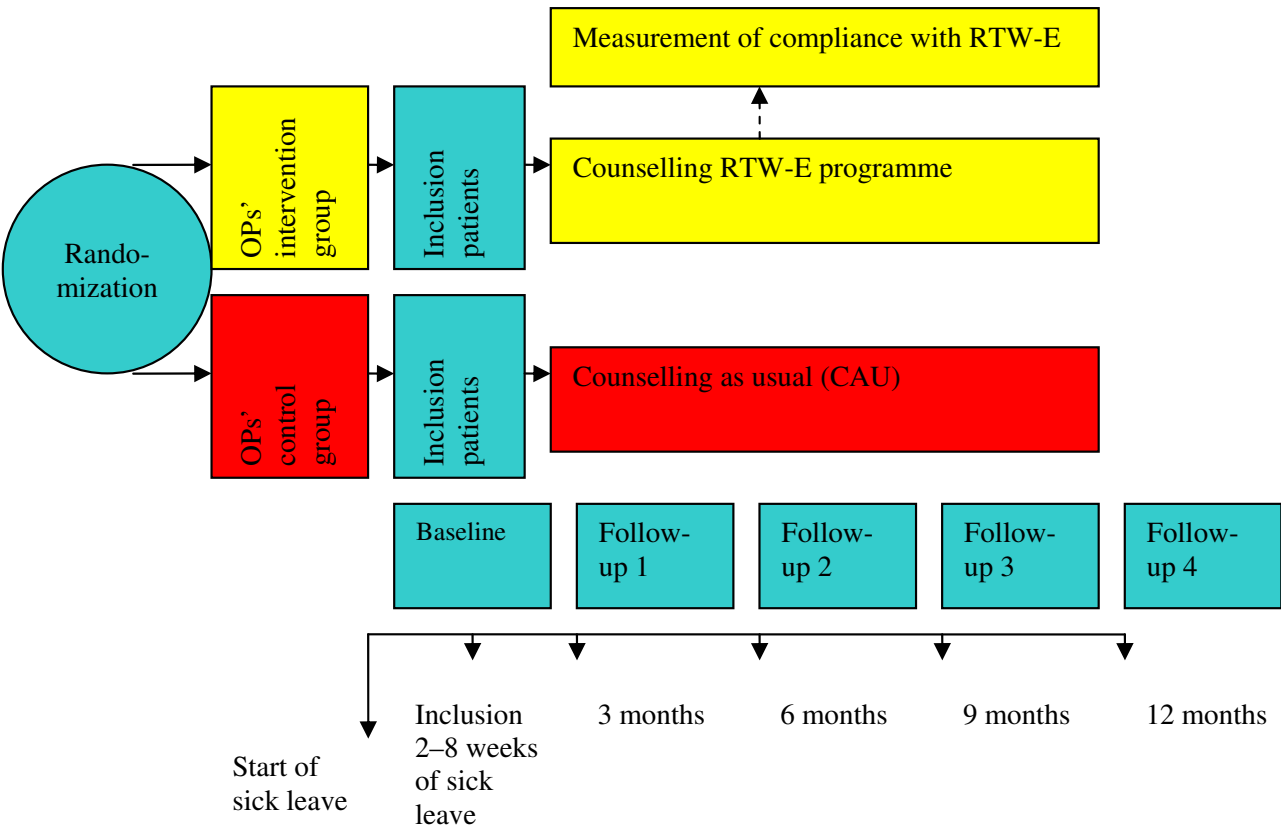 Measurement of compliance with RTW-E
Rando-
mization
OPs'
intervention
group
Inclusion
patients
Counselling RTW-E programme
OPs'
control
group
Inclusion
patients
Counselling as usual (CAU)
Baseline
Follow-
up 1
Follow-
up 2
Follow-
up 3
Follow-
up 4
Start of
sick leave
Inclusion
2–8 weeks
of sick
leave
3 months
6 months
9 months
12 months